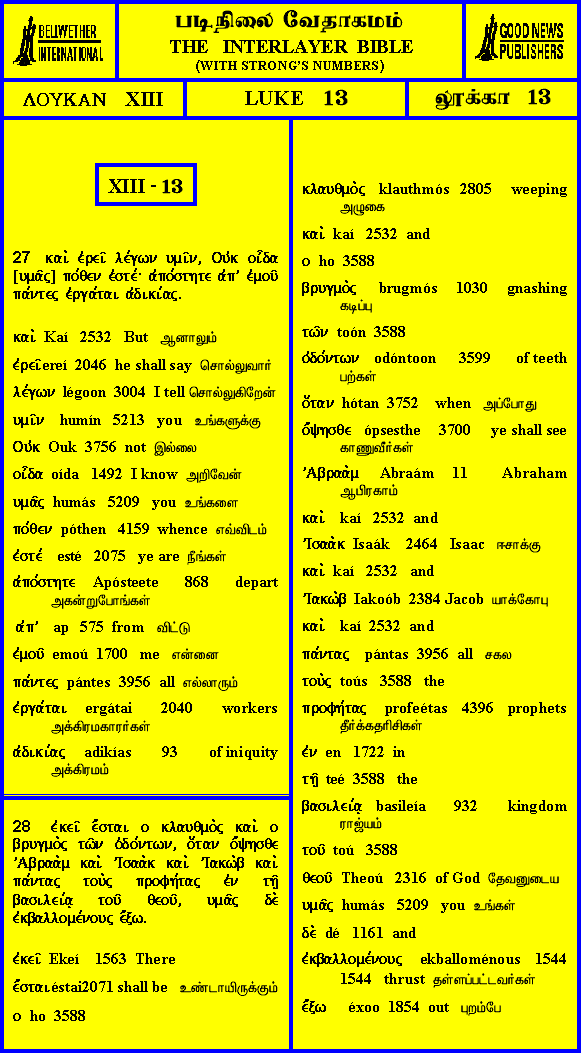 BELLWETHER
INTERNATIONAL
படிநிலை வேதாகமம்
THE INTERLAYER BIBLE
(WITH STRONG'S NUMBERS)
GOOD NEWS
PUBLISHERS
ΛΟΥΚΑΝ XIII
LUKE 13
லூக்கா 13
XIII - 13
27 καὶ ἐρεῖ λέγων υμῖν, Οὐκ οἶδα
[υμᾶς] πόθεν ἐστέ· ἀπόστητε ἀπ' ἐμοῦ
πάντες ἐργάται ἀδικίας.
καὶ Kaí 2532 But ஆனாலும்
ἐρεῖ ereí 2046 he shall say சொல்லுவார்
λέγων légoon 3004 I tell சொல்லுகிறேன்
υμῖν humín 5213 you உங்களுக்கு
Οὐκ Ouk 3756 not இல்லை
οἶδα oída 1492 I know அறிவேன்
υμᾶς humás 5209 you உங்களை
πόθεν póthen 4159 whence எவ்விடம்
ἐστέ esté 2075 ye are நீங்கள்
ἀπόστητε Apósteete 868 depart
அகன்றுபோங்கள்
ἀπ' ap 575 from விட்டு
ἐμοῦ emoú 1700 me என்னை
πάντες pántes 3956 all எல்லாரும்
ἐργάται ergátai 2040 workers
அக்கிரமகாரர்கள்
ἀδικίας adikías 93 of iniquity
அக்கிரமம்
28 ἐκεῖ ἔσται ο κλαυθμὸς καὶ ο
βρυγμὸς τῶν ὀδόντων, ὅταν ὄψησθε
Ἀβραὰμ καὶ Ἰσαὰκ καὶ Ἰακὼβ καὶ
πάντας τοὺς προφήτας ἐν τῇ
βασιλείᾳ τοῦ θεοῦ, υμᾶς δὲ
ἐκβαλλομένους ἔξω.
ἐκεῖ Ekeí 1563 There
ἔσται éstai2071 shall be உண்டாயிருக்கும்
ο ho 3588
κλαυθμὸς klauthmós 2805 weeping
அழுகை
καὶ kaí 2532 and
ο ho 3588
βρυγμὸς brugmós 1030 gnashing
கடிப்பு
τῶν toón 3588
ὀδόντων odóntoon 3599 of teeth
பற்கள்
ὅταν hótan 3752 when அப்போது
ὄψησθε ópsesthe 3700 ye shall see
காணுவீர்கள்
Ἀβραὰμ Abraám 11 Abraham
ஆபிரகாம்
καὶ kaí 2532 and
Ἰσαὰκ Isaák 2464 Isaac ஈசாக்கு
καὶ kaí 2532 and
Ἰακὼβ Iakoób 2384 Jacob யாக்கோபு
καὶ kaí 2532 and
πάντας pántas 3956 all சகல
τοὺς toús 3588 the
προφήτας profeétas 4396 prophets
தீர்க்கதரிசிகள்
ἐν en 1722 in
τῇ teé 3588 the
βασιλείᾳ basileía 932 kingdom
ராஜ்யம்
τοῦ toú 3588
θεοῦ Theoú 2316 of God தேவனுடைய
υμᾶς humás 5209 you உங்கள்
δὲ dé 1161 and
ἐκβαλλομένους ekballoménous 1544
1544 thrust தள்ளப்பட்டவர்கள்
ἔξω éxoo 1854 out புறம்பே